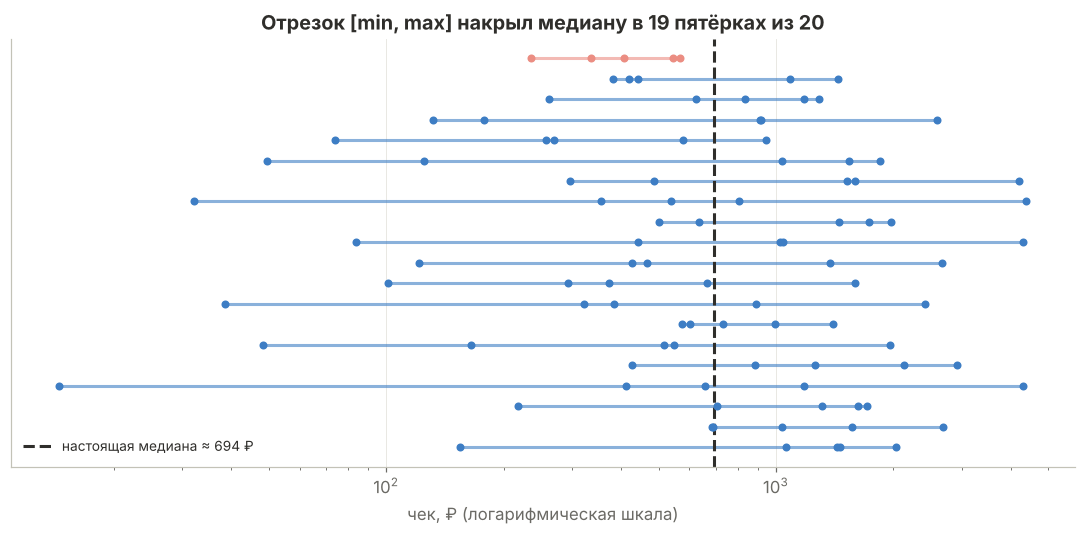 Отрезок [min, max] накрыл медиану в 19 пятёрках из 20
настоящая медиана ≈ 694 ₽
10² 10³
чек, ₽ (логарифмическая шкала)